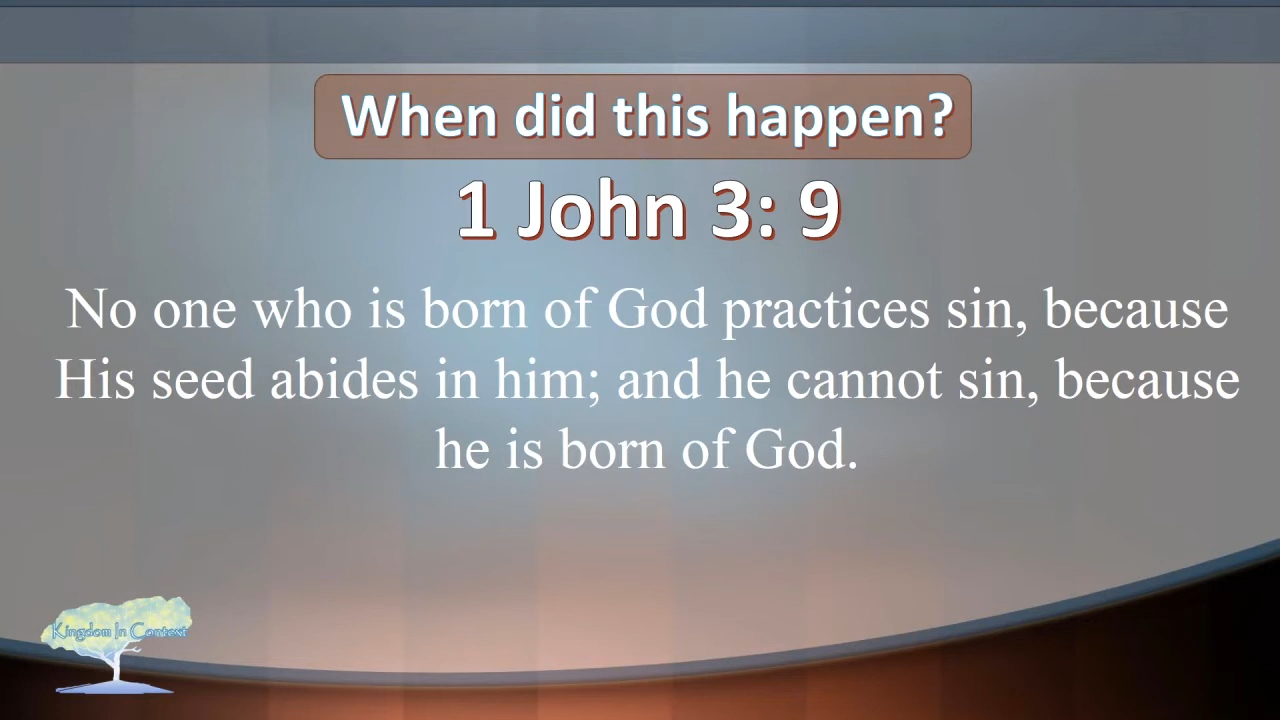 When did this happen?
1 John 3: 9
No one who is born of God practices sin, because
His seed abides in him; and he cannot sin, because
he is born of God.
Kingdom In Context